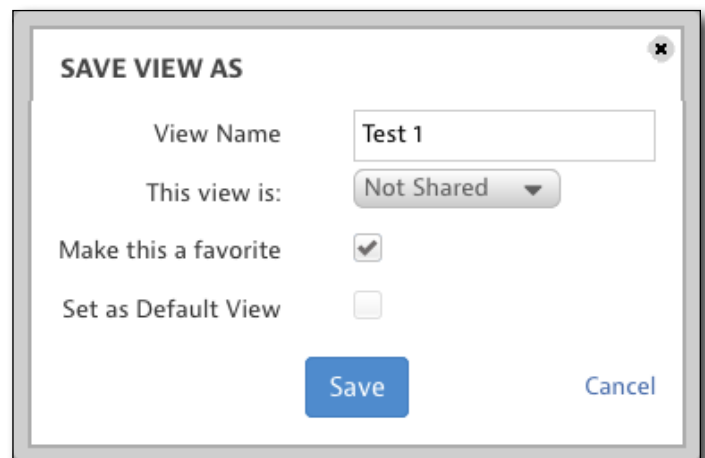 SAVE VIEW AS
View Name Test 1
This view is: Not Shared
Make this a favorite
Set as Default View
Save Cancel